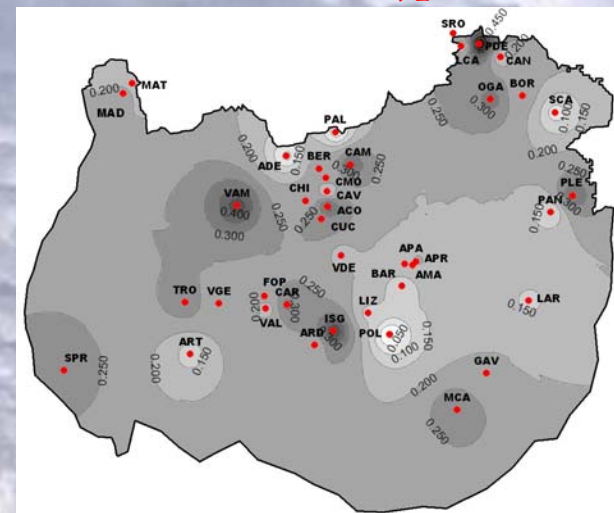 SRO
0.450
PDE
0.200
LCA
CAN
MAT
0.200
MAD
OGA
BOR
0.300
0.250
SCA
0.100
0.150
0.200
PAL
0.200
0.150
ADE
BER
CAM
0.300
0.250
CMO
CAV
CHI
ACO
0.250
CUC
VAM
0.400
0.250
0.300
0.250
PLE
0.300
PAN
0.150
VDE
APA
APR
BAR
AMA
TRO
VGE
FOP
CAR
0.250
0.200
0.300
VAL
LIZ
ISG
0.300
ARD
POL
0.050
0.100
0.150
LAR
0.150
ART
0.150
0.200
SPR
0.250
GAV
0.200
MCA
0.250